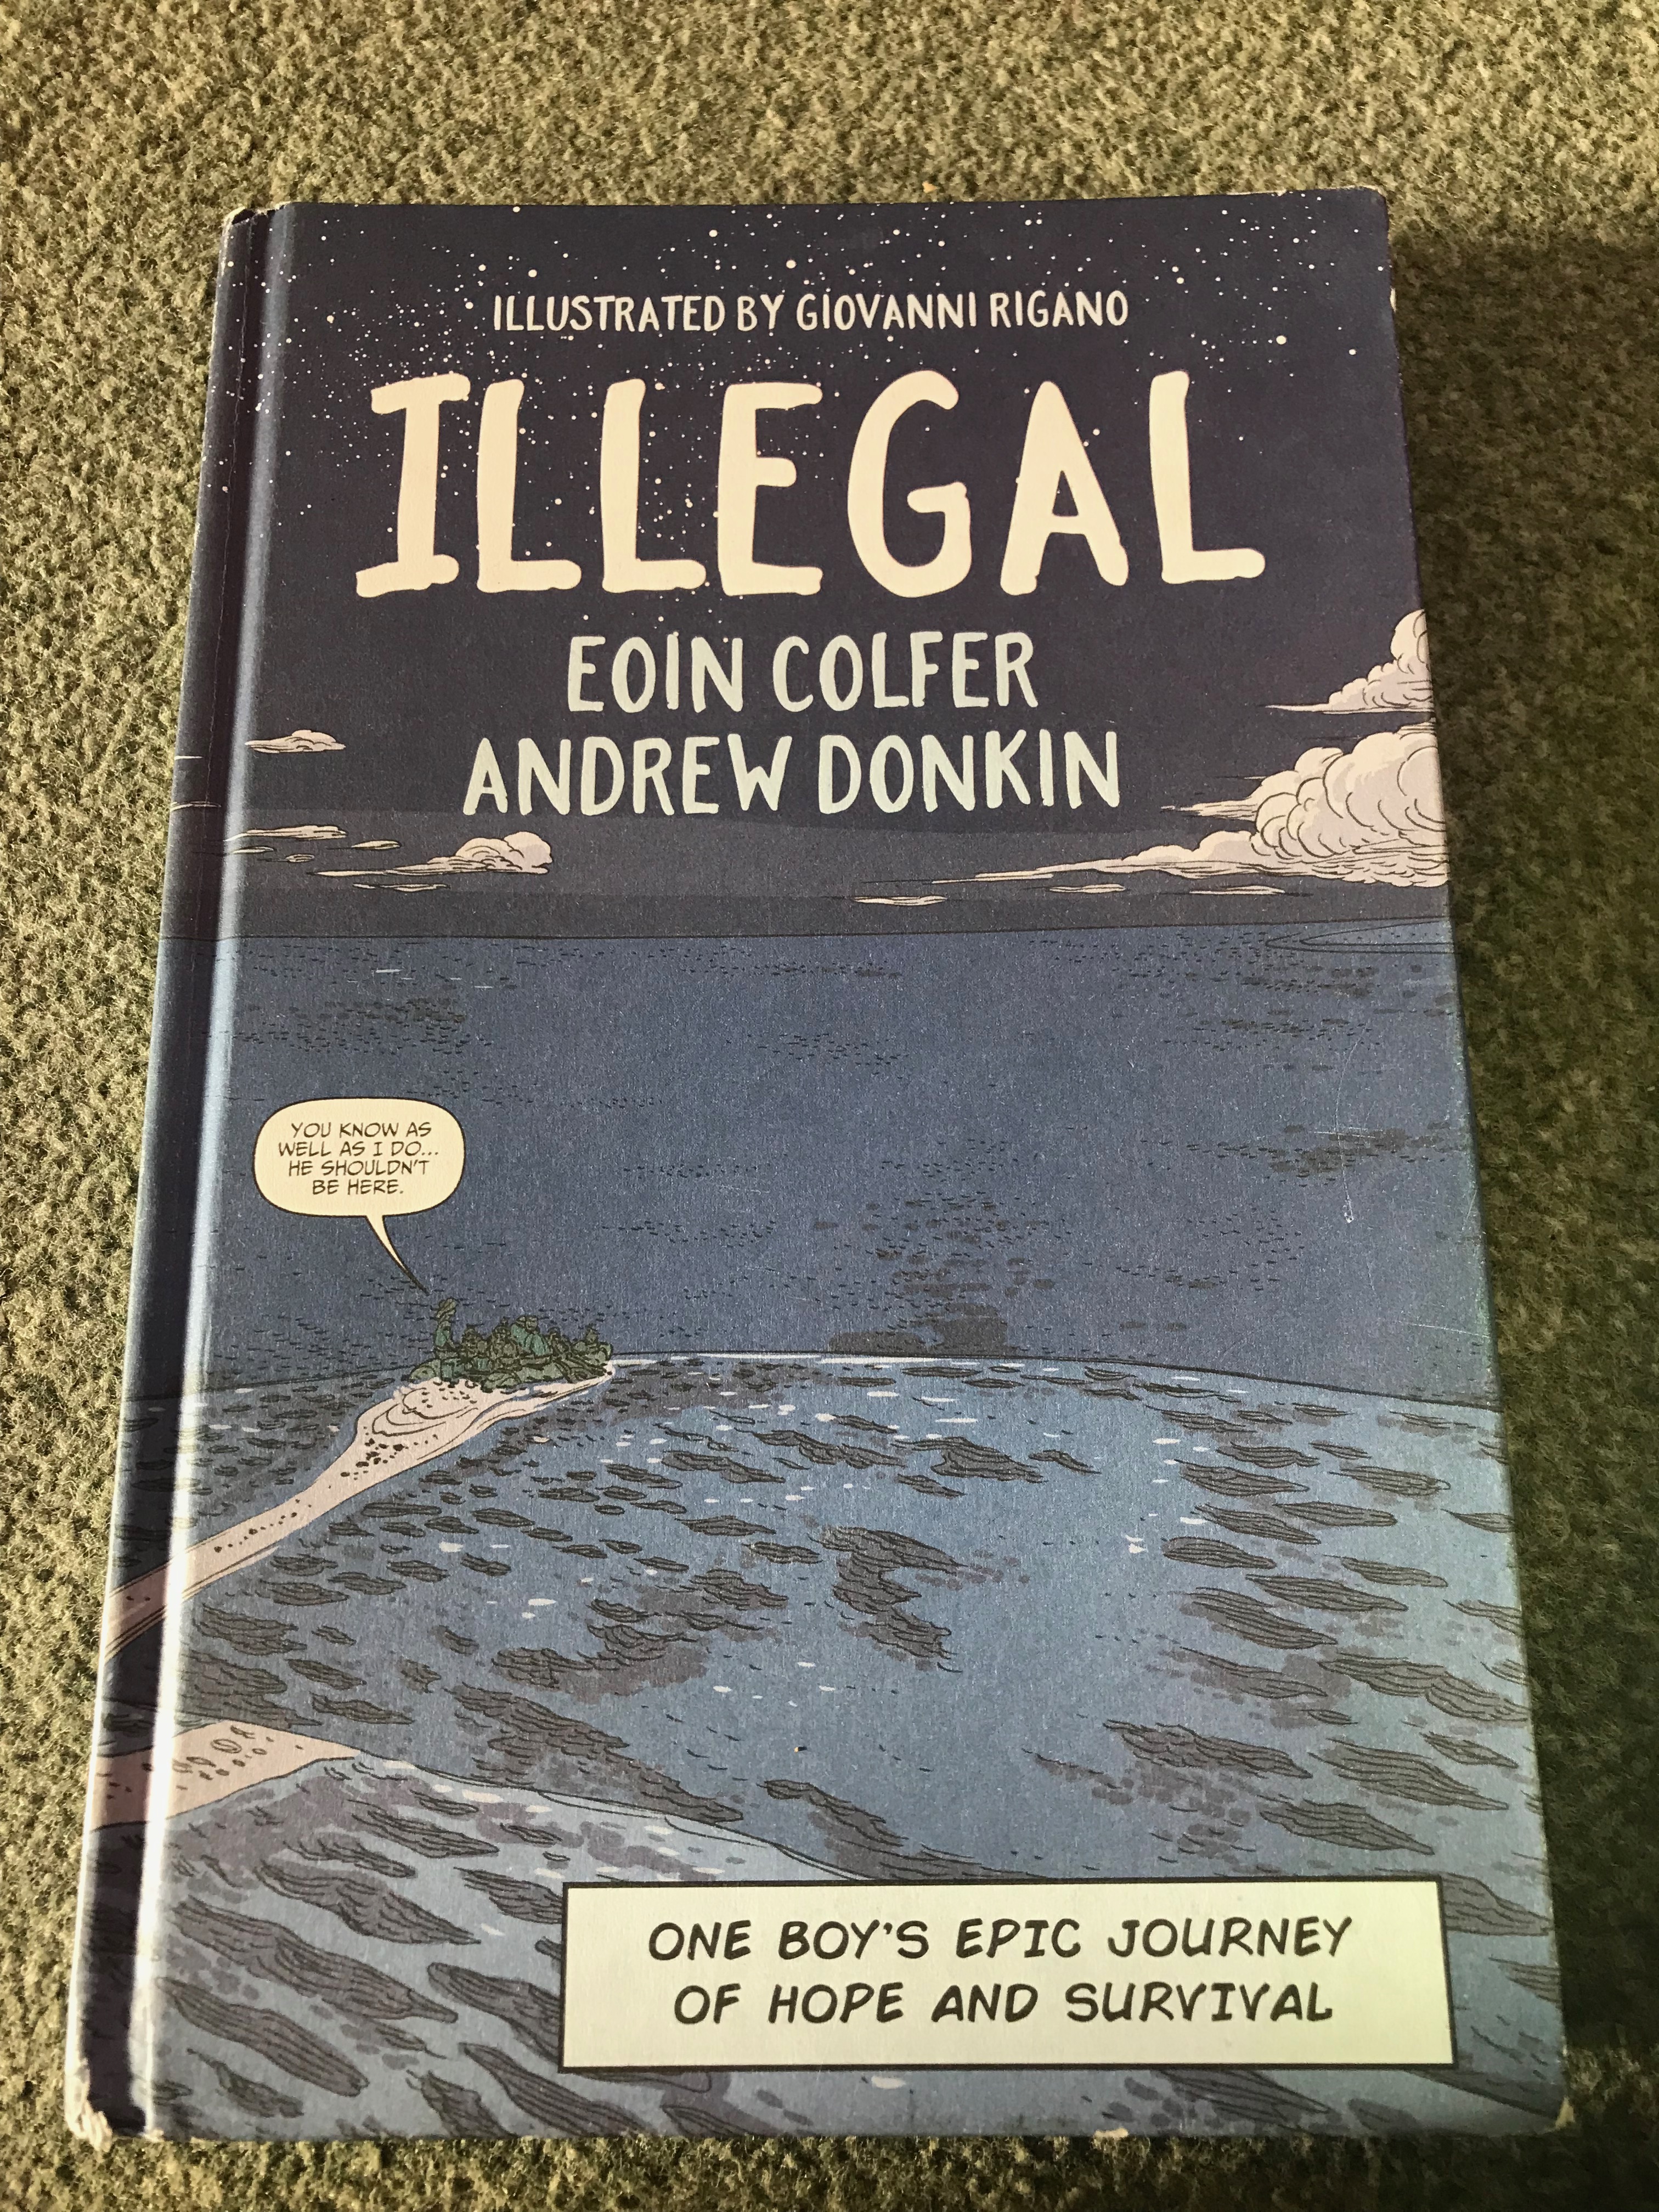 ILLUSTRATED BY GIOVANNI RIGANO
ILLEGAL
EOIN COLFER
ANDREW DONKIN
YOU KNOW AS
WELL AS I DO...
HE SHOULDN'T
BE HERE.
ONE BOY'S EPIC JOURNEY
OF HOPE AND SURVIVAL